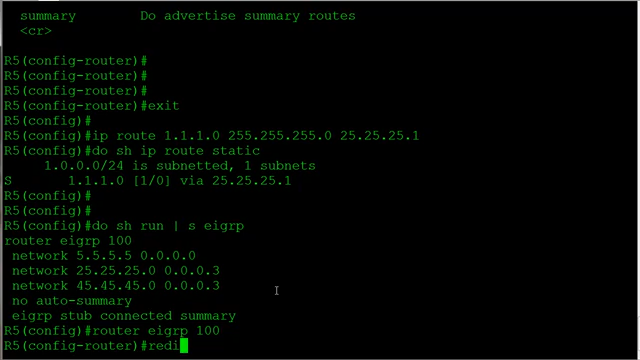 summary      Do advertise summary routes
<cr>
R5(config-router)#
R5(config-router)#
R5(config-router)#
R5(config-router)#exit
R5(config)#
R5(config)#ip route 1.1.1.0 255.255.255.0 25.25.25.1
R5(config)#do sh ip route static
1.0.0.0/24 is subnetted, 1 subnets
S       1.1.1.0 [1/0] via 25.25.25.1
R5(config)#
R5(config)#
R5(config)#do sh run | s eigrp
router eigrp 100
network 5.5.5.5 0.0.0.0
network 25.25.25.0 0.0.0.3
network 45.45.45.0 0.0.0.3
no auto-summary
eigrp stub connected summary
R5(config)#router eigrp 100
R5(config-router)#redi